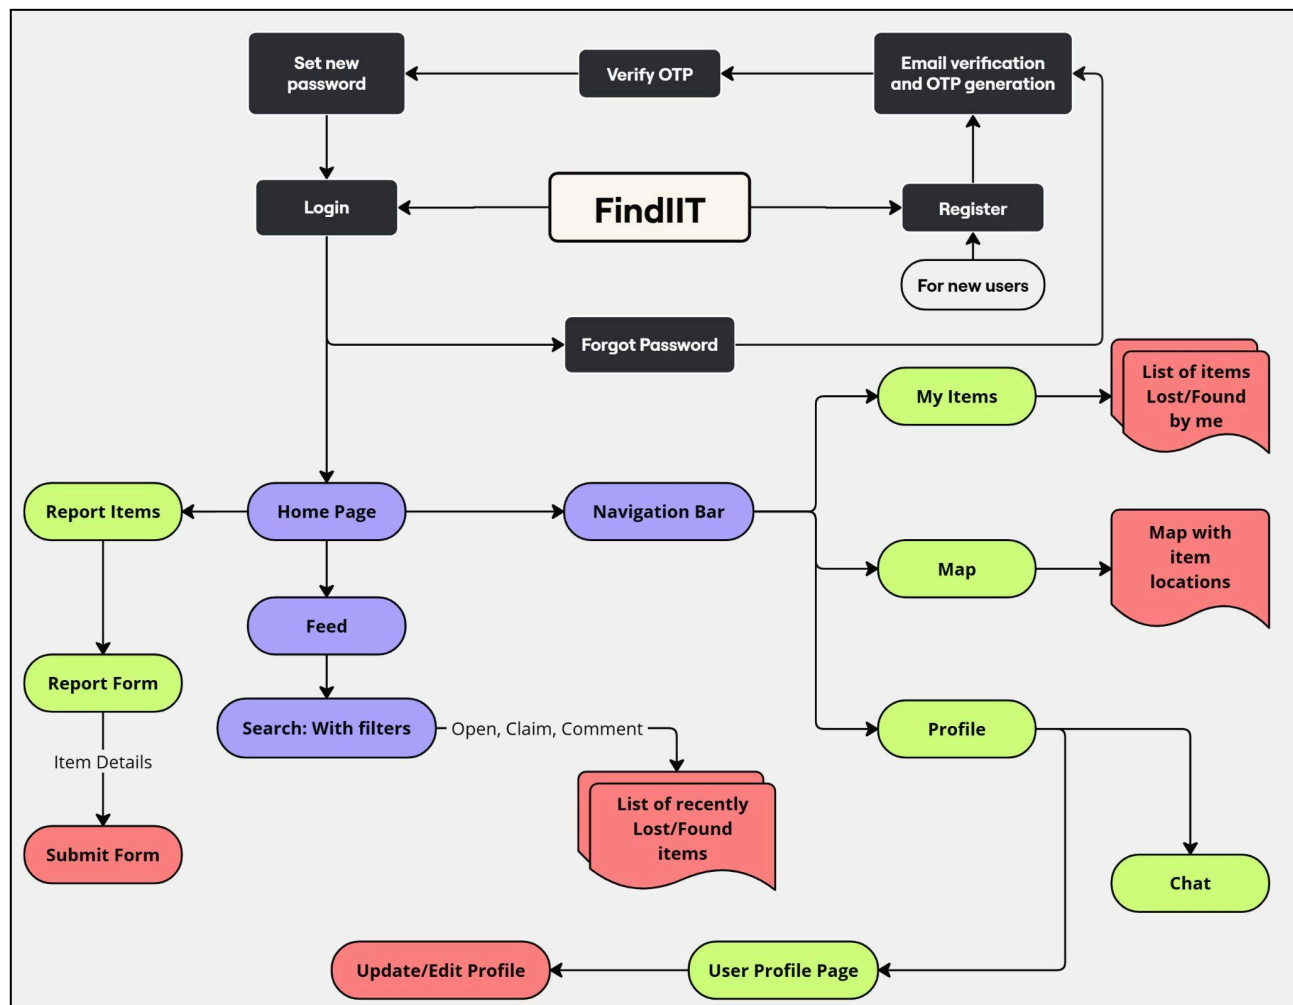 Set new
password
Verify OTP
Email verification
and OTP generation
Login
FindIIT
Register
For new users
Forgot Password
My Items
List of items
Lost/Found
by me
Report Items
Home Page
Navigation Bar
Map
Map with
item
locations
Feed
Report Form
Search: With filters
Open, Claim, Comment
Profile
Item Details
List of recently
Lost/Found
items
Submit Form
Chat
Update/Edit Profile
User Profile Page